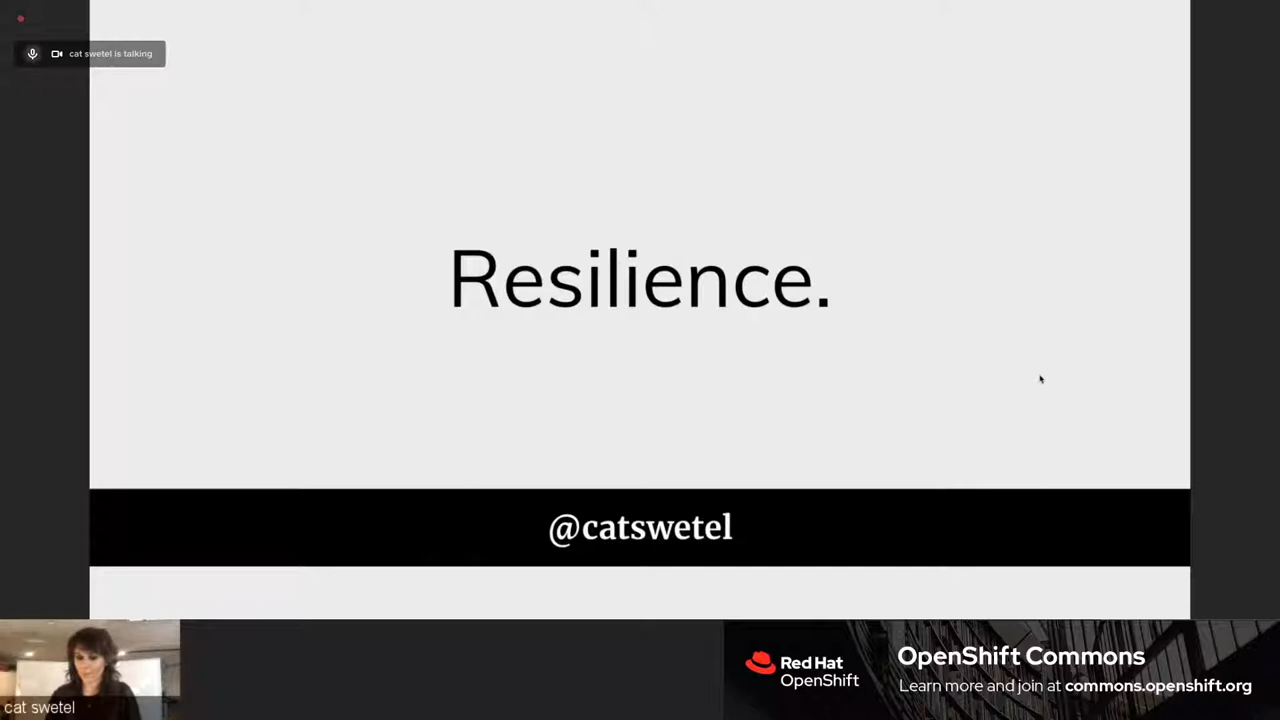 cat swetel is talking
Resilience.
@catswetel
cat swetel
Red Hat
OpenShift
OpenShift Commons
Learn more and join at commons.openshift.org